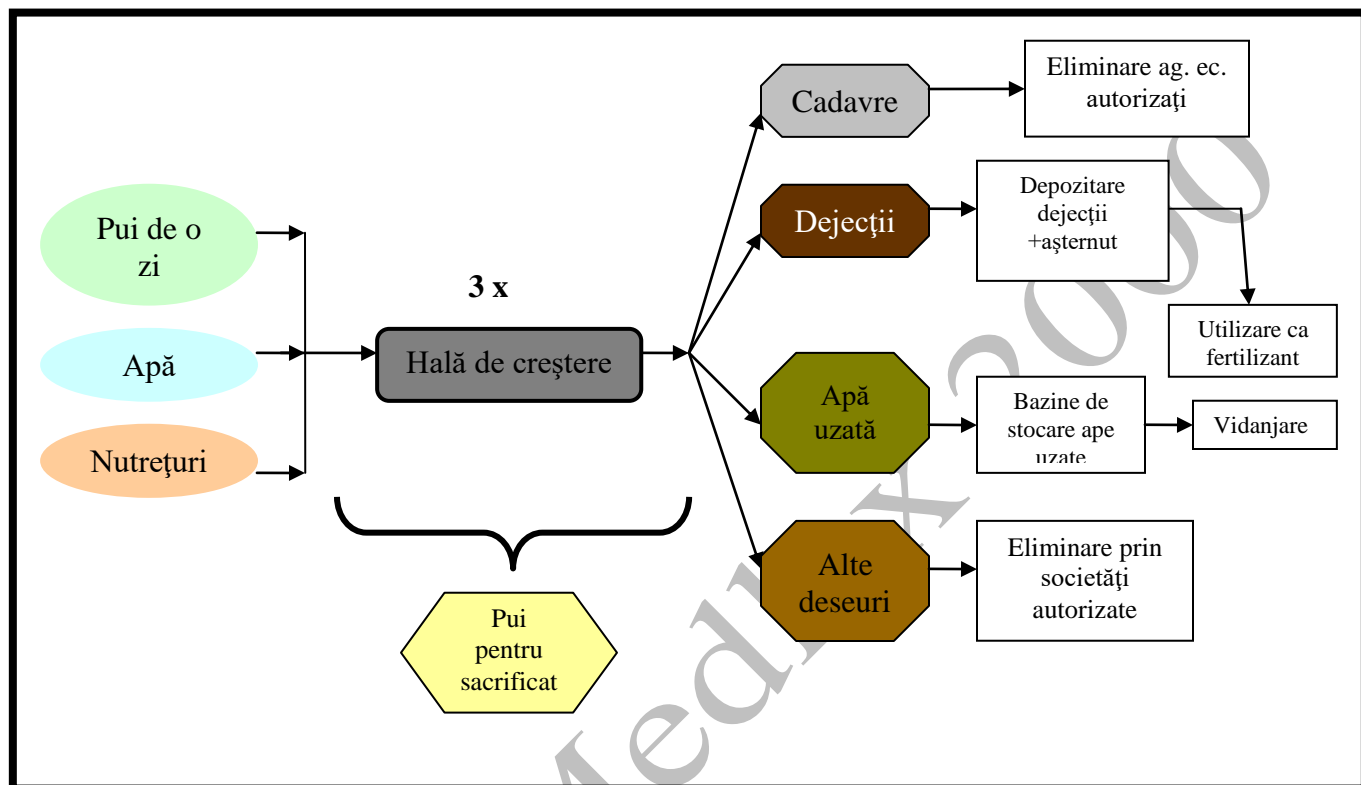 Pui de o
zi
Apă
Nutreţuri
3 x
Hală de creştere
Pui
pentru
sacrificat
Cadavre
Eliminare ag. ec.
autorizaţi
Dejecţii
Depozitare
dejecţii
+aşternut
Utilizare ca
fertilizant
Apă
uzată
Bazine de
stocare ape
uzate
Vidanjare
Alte
deseuri
Eliminare prin
societăţi
autorizate